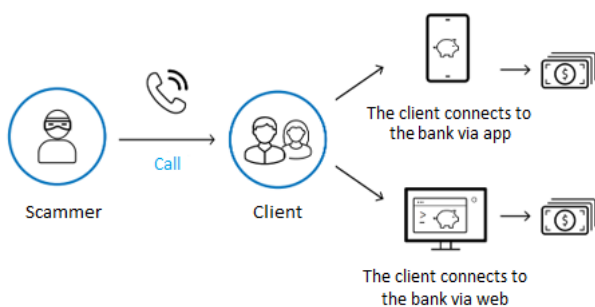 The client connects to
the bank via app
Call
Scammer
Client
The client connects to
the bank via web